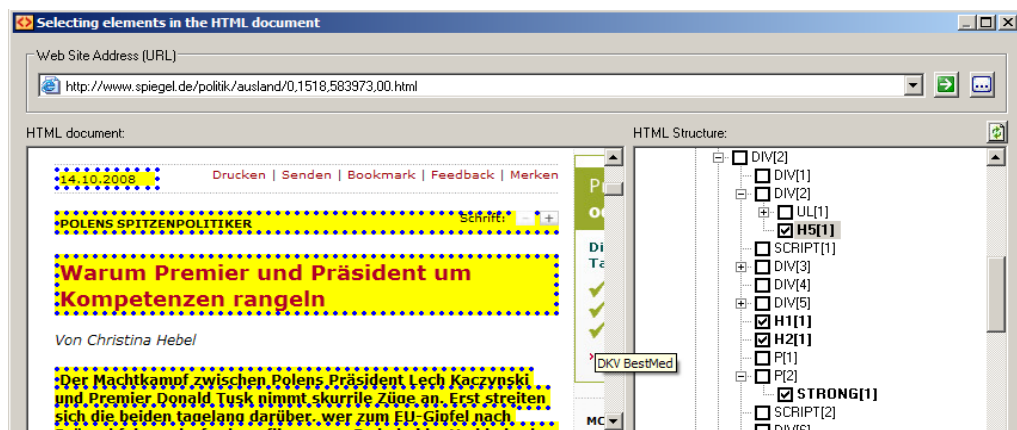 Selecting elements in the HTML document
Web Site Address (URL)
http://www.spiegel.de/politik/ausland/0,1518,583973,00.html
HTML document:
14.10.2008
Drucken | Senden | Bookmark | Feedback | Merken
POLENS SPITZENPOLITIKER
Schrift: - +
Warum Premier und Präsident um
Kompetenzen rangeln
Von Christina Hebel
Der Machtkampf zwischen Polens Präsident Lech Kaczynski
und Premier Donald Tusk nimmt skurrile Züge an. Erst streiten
sich die beiden tagelang darüber, wer zum EU-Gipfel nach
Di
DKV BestMed
MC
HTML Structure:
DIV[2]
DIV[1]
DIV[2]
UL[1]
H5[1]
SCRIPT[1]
DIV[3]
DIV[4]
DIV[5]
H1[1]
H2[1]
P[1]
P[2]
STRONG[1]
SCRIPT[2]
DIV[6]